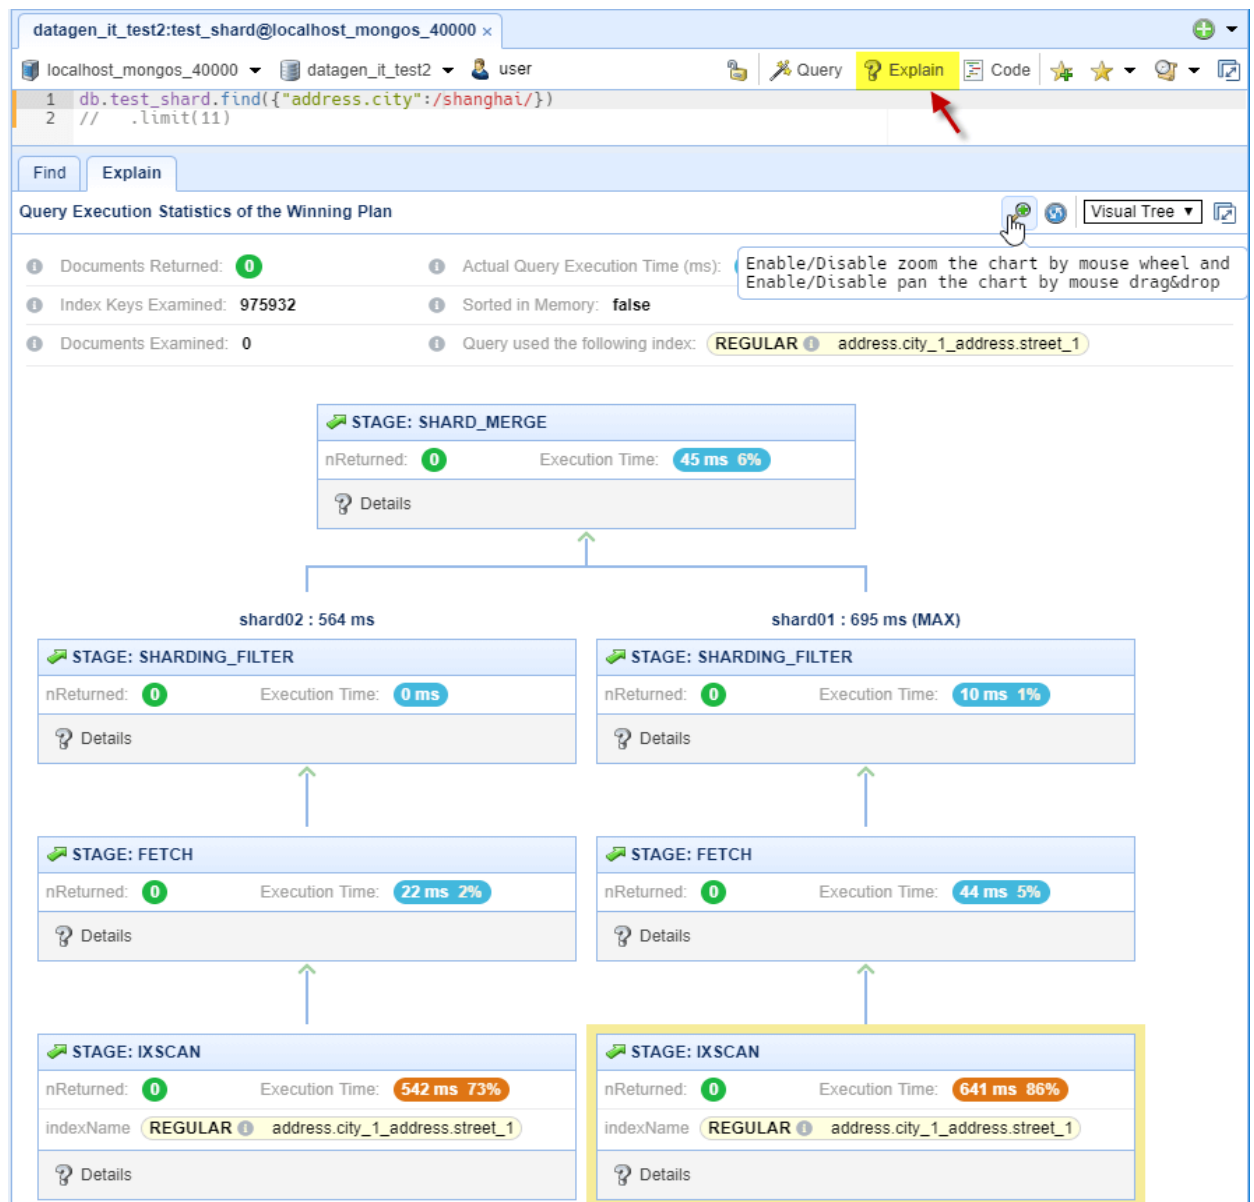 datagen_it_test2:test_shard@localhost_mongos_40000 ×
localhost_mongos_40000 datagen_it_test2 user Query Explain Code
1 db.test_shard.find({"address.city":/shanghai/})
2 // .limit(11)
Find Explain
Query Execution Statistics of the Winning Plan Visual Tree
Documents Returned: 0 Actual Query Execution Time (ms):
Enable/Disable zoom the chart by mouse wheel and
Enable/Disable pan the chart by mouse drag&drop
Index Keys Examined: 975932 Sorted in Memory: false
Documents Examined: 0 Query used the following index: REGULAR address.city_1_address.street_1
STAGE: SHARD_MERGE
nReturned: 0 Execution Time: 45 ms 6%
Details
shard02 : 564 ms shard01 : 695 ms (MAX)
STAGE: SHARDING_FILTER STAGE: SHARDING_FILTER
nReturned: 0 Execution Time: 0 ms nReturned: 0 Execution Time: 10 ms 1%
Details Details
STAGE: FETCH STAGE: FETCH
nReturned: 0 Execution Time: 22 ms 2% nReturned: 0 Execution Time: 44 ms 5%
Details Details
STAGE: IXSCAN STAGE: IXSCAN
nReturned: 0 Execution Time: 542 ms 73% nReturned: 0 Execution Time: 641 ms 86%
indexName REGULAR address.city_1_address.street_1 indexName REGULAR address.city_1_address.street_1
Details Details